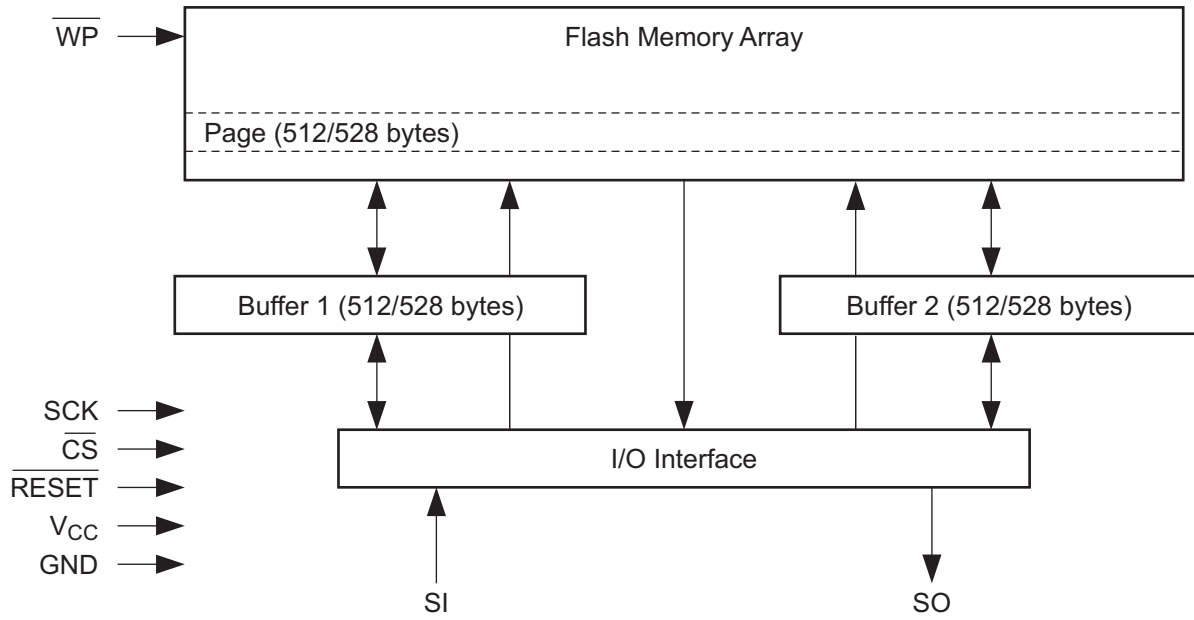 WP
Flash Memory Array
Page (512/528 bytes)
Buffer 1 (512/528 bytes)
Buffer 2 (512/528 bytes)
SCK
CS
RESET
VCC
GND
I/O Interface
SI
SO